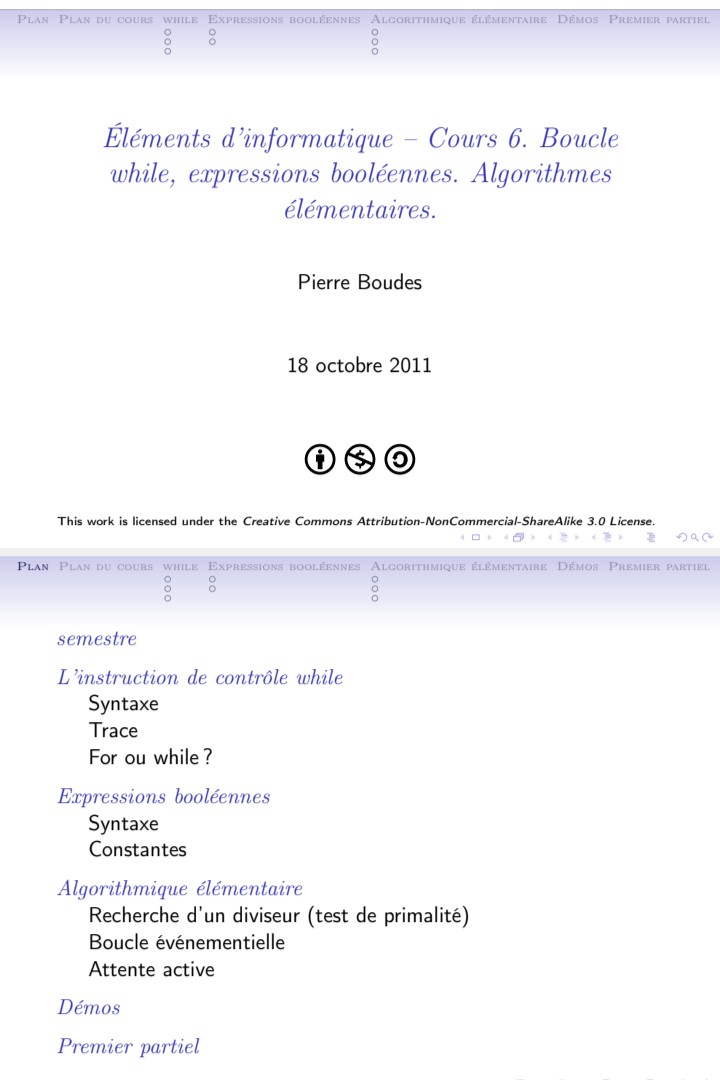 Plan Plan du cours while Expressions booléennes Algorithmique élémentaire Démos Premier partiel
Éléments d'informatique – Cours 6. Boucle
while, expressions booléennes. Algorithmes
élémentaires.
Pierre Boudes
18 octobre 2011
This work is licensed under the Creative Commons Attribution-NonCommercial-ShareAlike 3.0 License.
Plan Plan du cours while Expressions booléennes Algorithmique élémentaire Démos Premier partiel
semestre
L'instruction de contrôle while
Syntaxe
Trace
For ou while ?
Expressions booléennes
Syntaxe
Constantes
Algorithmique élémentaire
Recherche d'un diviseur (test de primalité)
Boucle événementielle
Attente active
Démos
Premier partiel